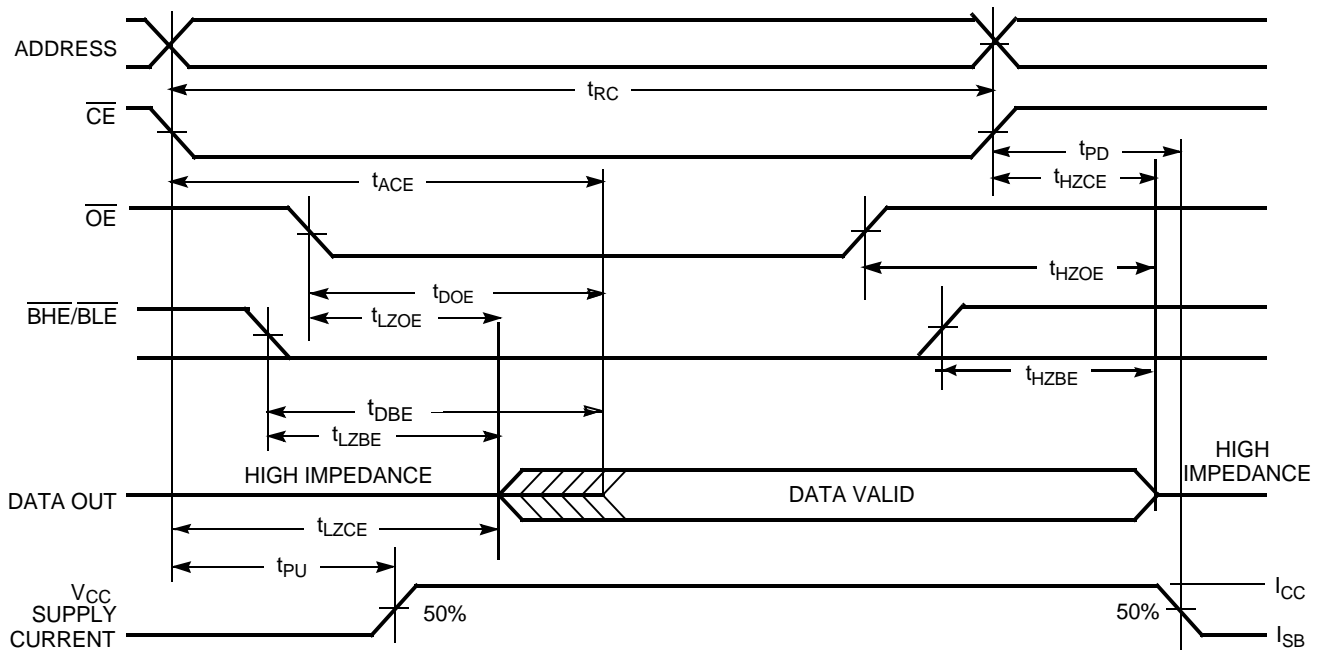 ADDRESS
tRC
CE
tPD
tACE
tHZCE
OE
tHZOE
tDOE
BHE/BLE
tLZOE
tHZBE
tDBE
tLZBE
HIGH IMPEDANCE
HIGH
IMPEDANCE
DATA OUT
DATA VALID
tLZCE
tPU
VCC
SUPPLY
CURRENT
50%
50%
ICC
ISB